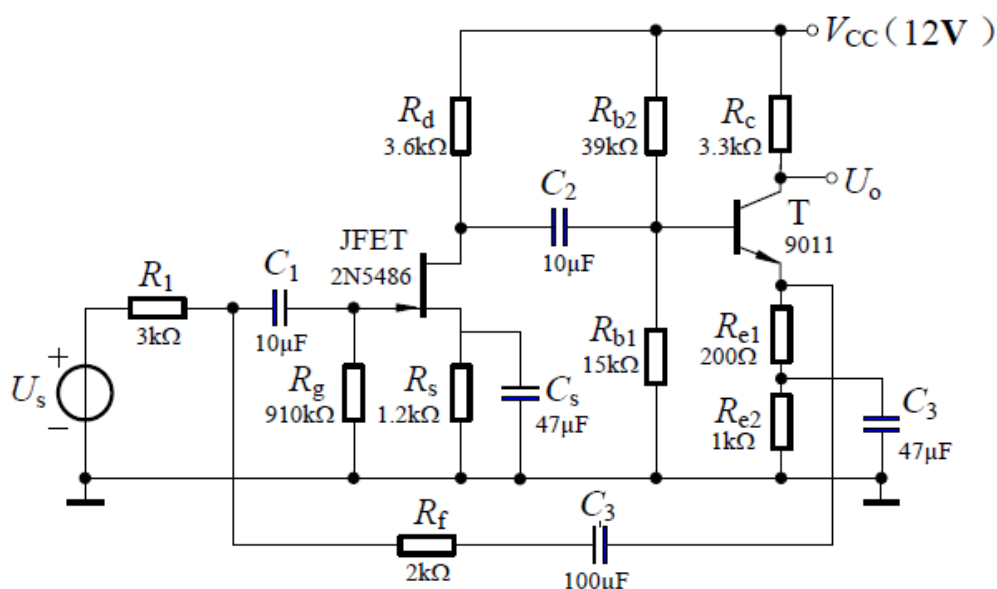 V_CC(12V)
R_d
3.6kΩ
R_b2
39kΩ
R_c
3.3kΩ
C_2
10μF
U_o
T
9011
JFET
2N5486
R_1
3kΩ
C_1
10μF
R_b1
15kΩ
R_e1
200Ω
+
U_s
−
R_g
910kΩ
R_s
1.2kΩ
C_s
47μF
R_e2
1kΩ
C_3
47μF
R_f
2kΩ
C_3
100μF